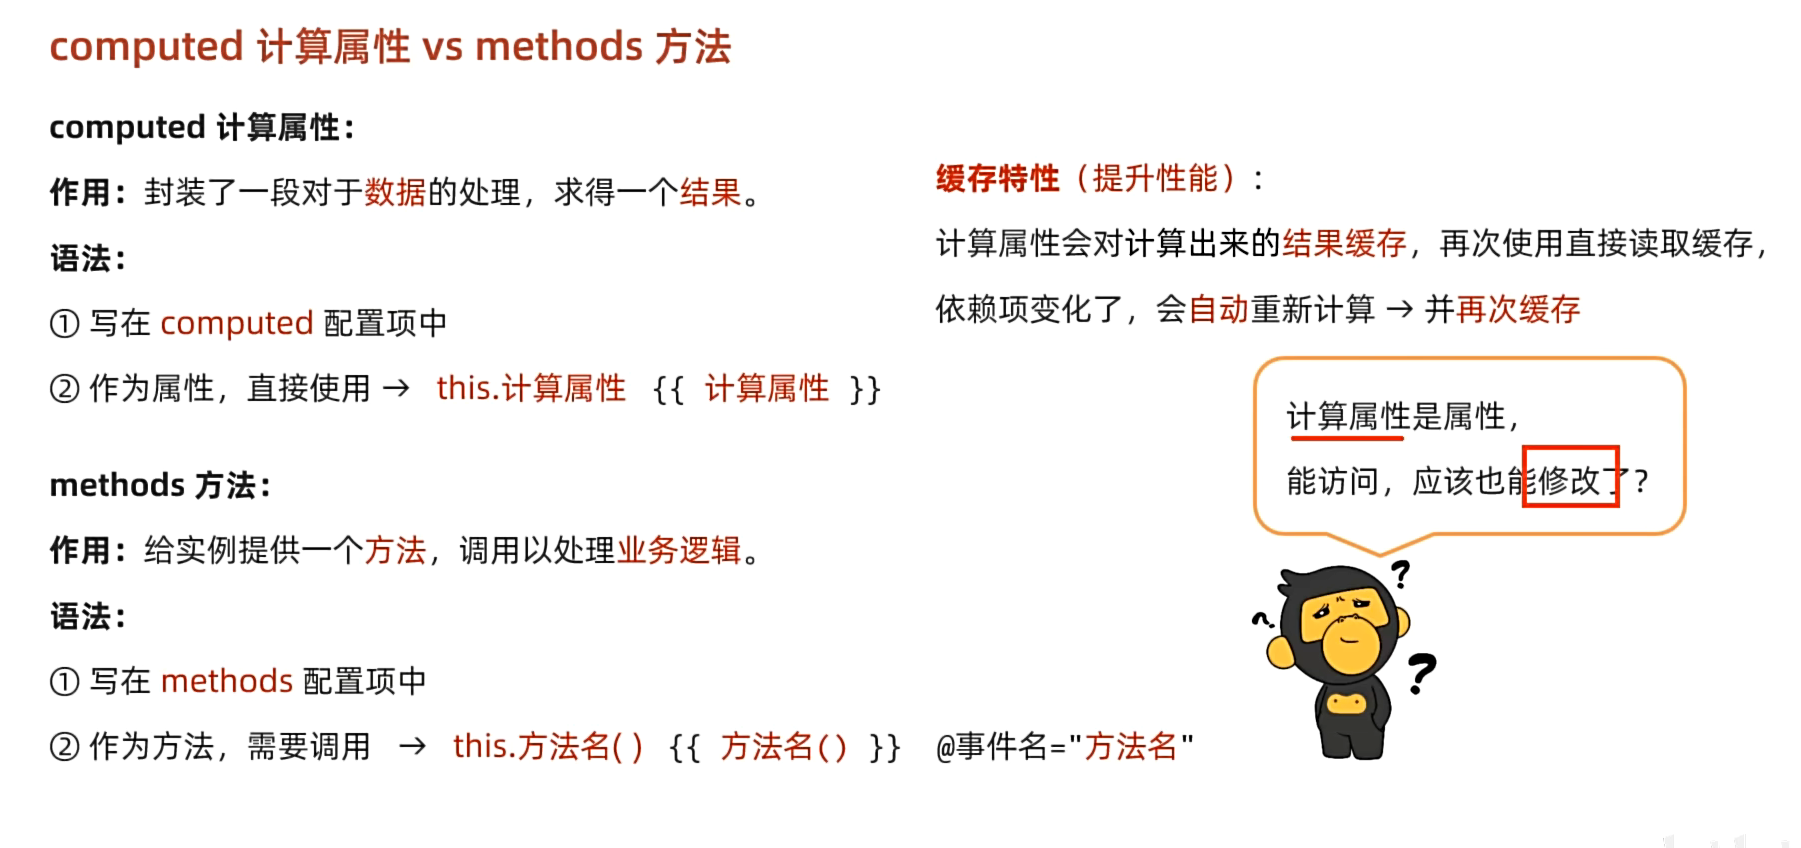 computed 计算属性 vs methods 方法
computed 计算属性：
作用：封装了一段对于数据的处理，求得一个结果。
语法：
① 写在 computed 配置项中
② 作为属性，直接使用 → this.计算属性 {{ 计算属性 }}
methods 方法：
作用：给实例提供一个方法，调用以处理业务逻辑。
语法：
① 写在 methods 配置项中
② 作为方法，需要调用 → this.方法名( ) {{ 方法名( ) }} @事件名="方法名"
缓存特性（提升性能）：
计算属性会对计算出来的结果缓存，再次使用直接读取缓存，
依赖项变化了，会自动重新计算 → 并再次缓存
计算属性是属性，
能访问，应该也能修改了？
?
?
?